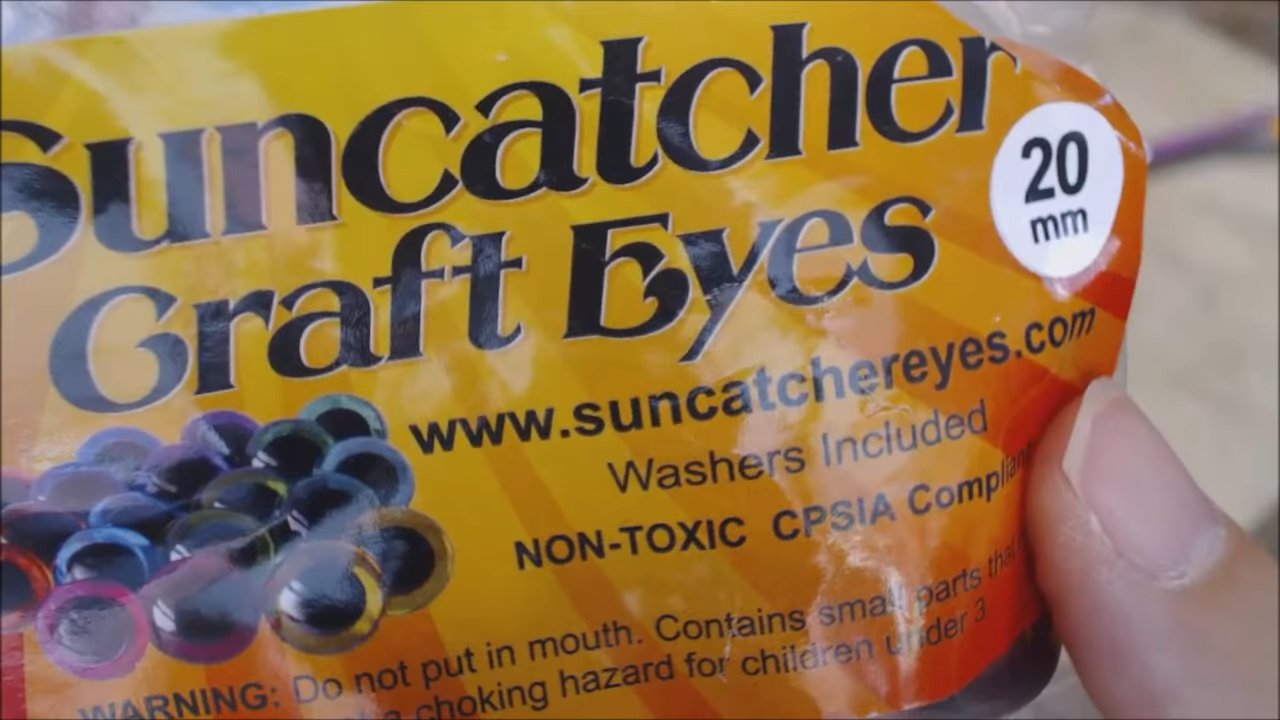 Suncatcher
Craft Eyes
20
mm
www.suncatchereyes.com
Washers Included
NON-TOXIC CPSIA Complian
WARNING: Do not put in mouth. Contains small parts that
a choking hazard for children under 3